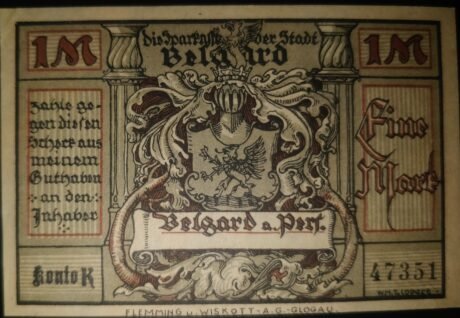 1M
Die Sparkasse der Stadt
1M
Belgard
zahle ge-
gen diesen
Scheck aus
meinem
Guthaben
an den
Inhaber
Eine
Mark
Belgard a. Pers.
Konto K
47351
FLEMMING u. WISKOTT-A.G-GLOGAU.